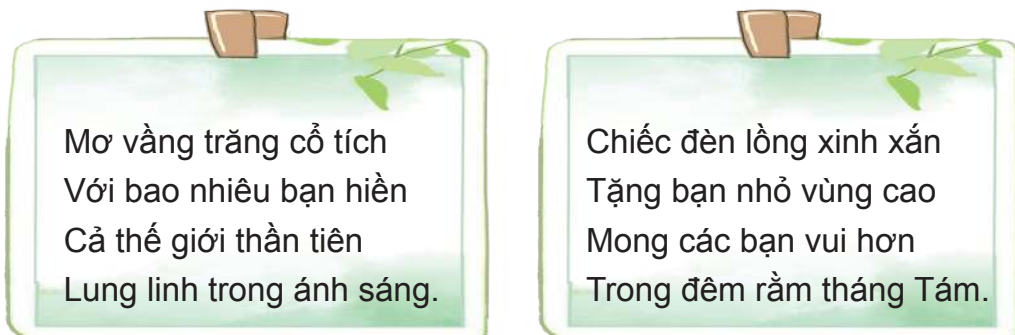 Mơ vầng trăng cổ tích
Với bao nhiêu bạn hiền
Cả thế giới thần tiên
Lung linh trong ánh sáng.
Chiếc đèn lồng xinh xắn
Tặng bạn nhỏ vùng cao
Mong các bạn vui hơn
Trong đêm rằm tháng Tám.